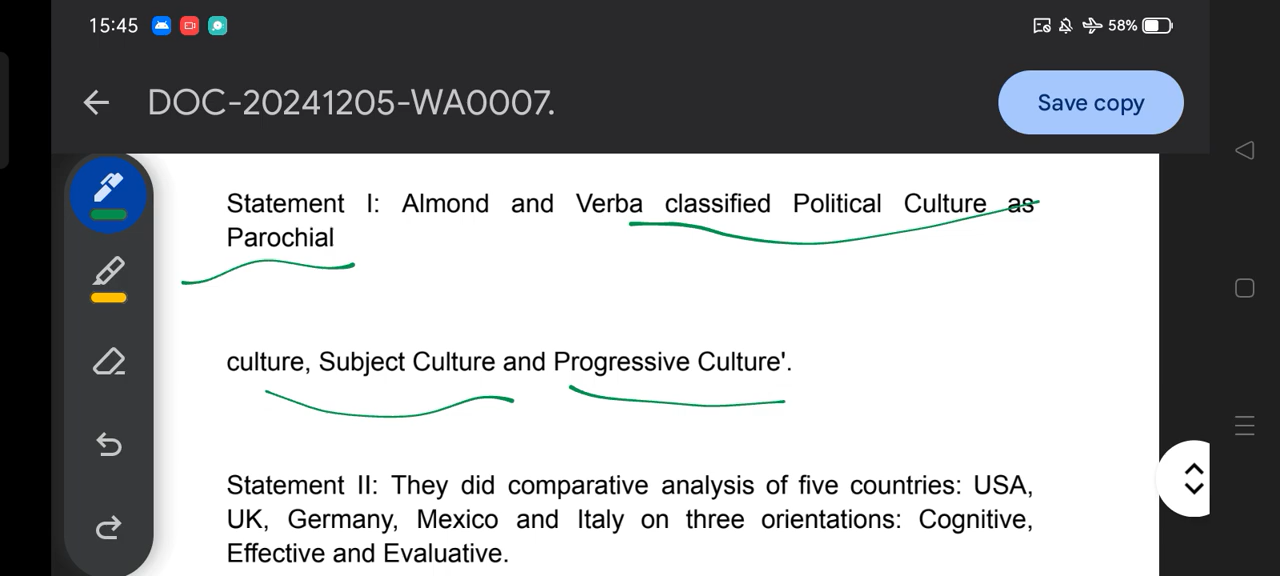 15:45
58%
DOC-20241205-WA0007.
Save copy
Statement I: Almond and Verba classified Political Culture as
Parochial
culture, Subject Culture and Progressive Culture'.
Statement II: They did comparative analysis of five countries: USA,
UK, Germany, Mexico and Italy on three orientations: Cognitive,
Effective and Evaluative.